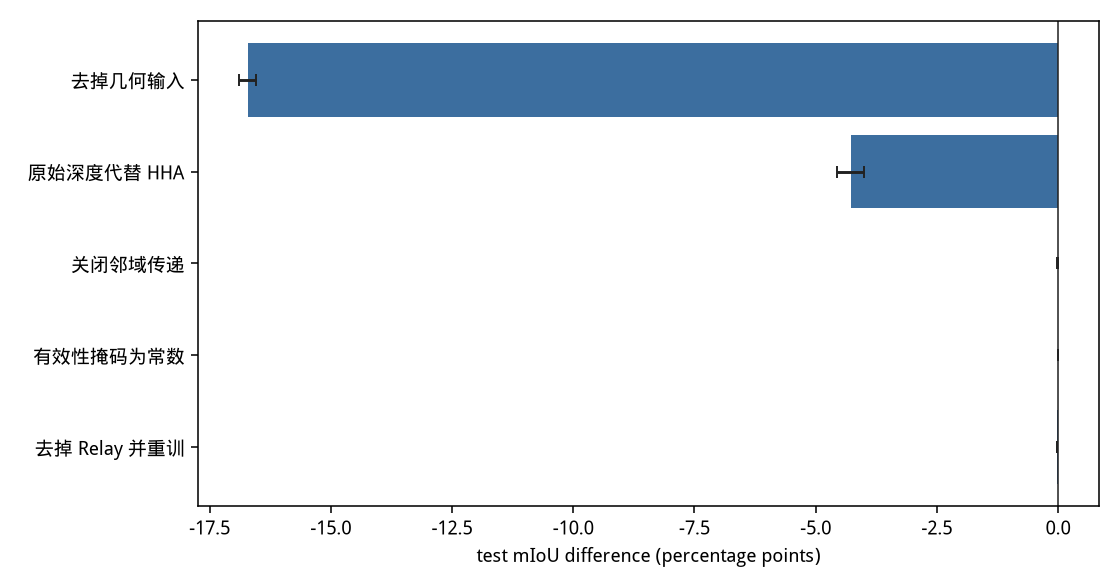 去掉几何输入
原始深度代替 HHA
关闭邻域传递
有效性掩码为常数
去掉 Relay 并重训
-17.5 -15.0 -12.5 -10.0 -7.5 -5.0 -2.5 0.0
test mIoU difference (percentage points)